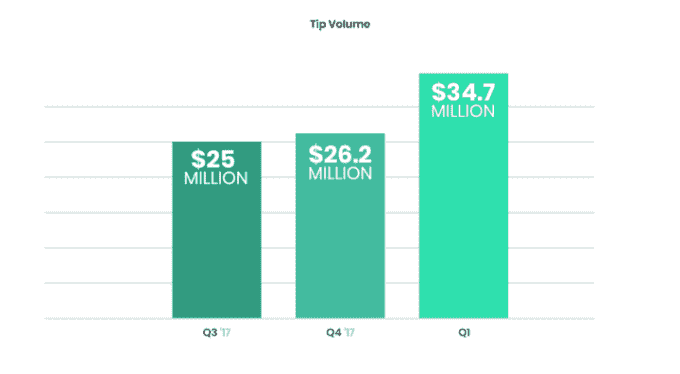 Tip Volume
$34.7
MILLION
$25
MILLION
$26.2
MILLION
Q3 '17
Q4 '17
Q1